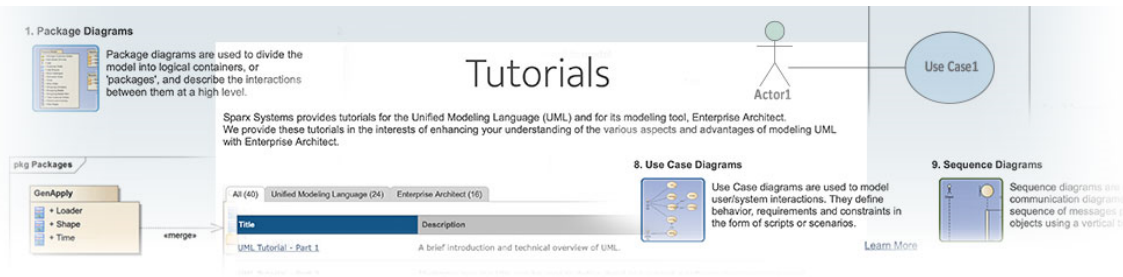 1. Package Diagrams
Package diagrams are used to divide the
model into logical containers, or
'packages', and describe the interactions
between them at a high level.
Tutorials
Actor1
Use Case1
Sparx Systems provides tutorials for the Unified Modeling Language (UML) and for its modeling tool, Enterprise Architect.
We provide these tutorials in the interests of enhancing your understanding of the various aspects and advantages of modeling UML
with Enterprise Architect.
pkg Packages
GenApply
+ Loader
+ Shape
+ Time
«merge»
All (40) Unified Modeling Language (24) Enterprise Architect (16)
Title Description
UML Tutorial - Part 1 A brief introduction and technical overview of UML.
8. Use Case Diagrams
Use Case diagrams are used to model
user/system interactions. They define
behavior, requirements and constraints in
the form of scripts or scenarios.
Learn More
9. Sequence Diagrams
Sequence diagrams are
communication diagrams
sequence of messages
objects using a vertical